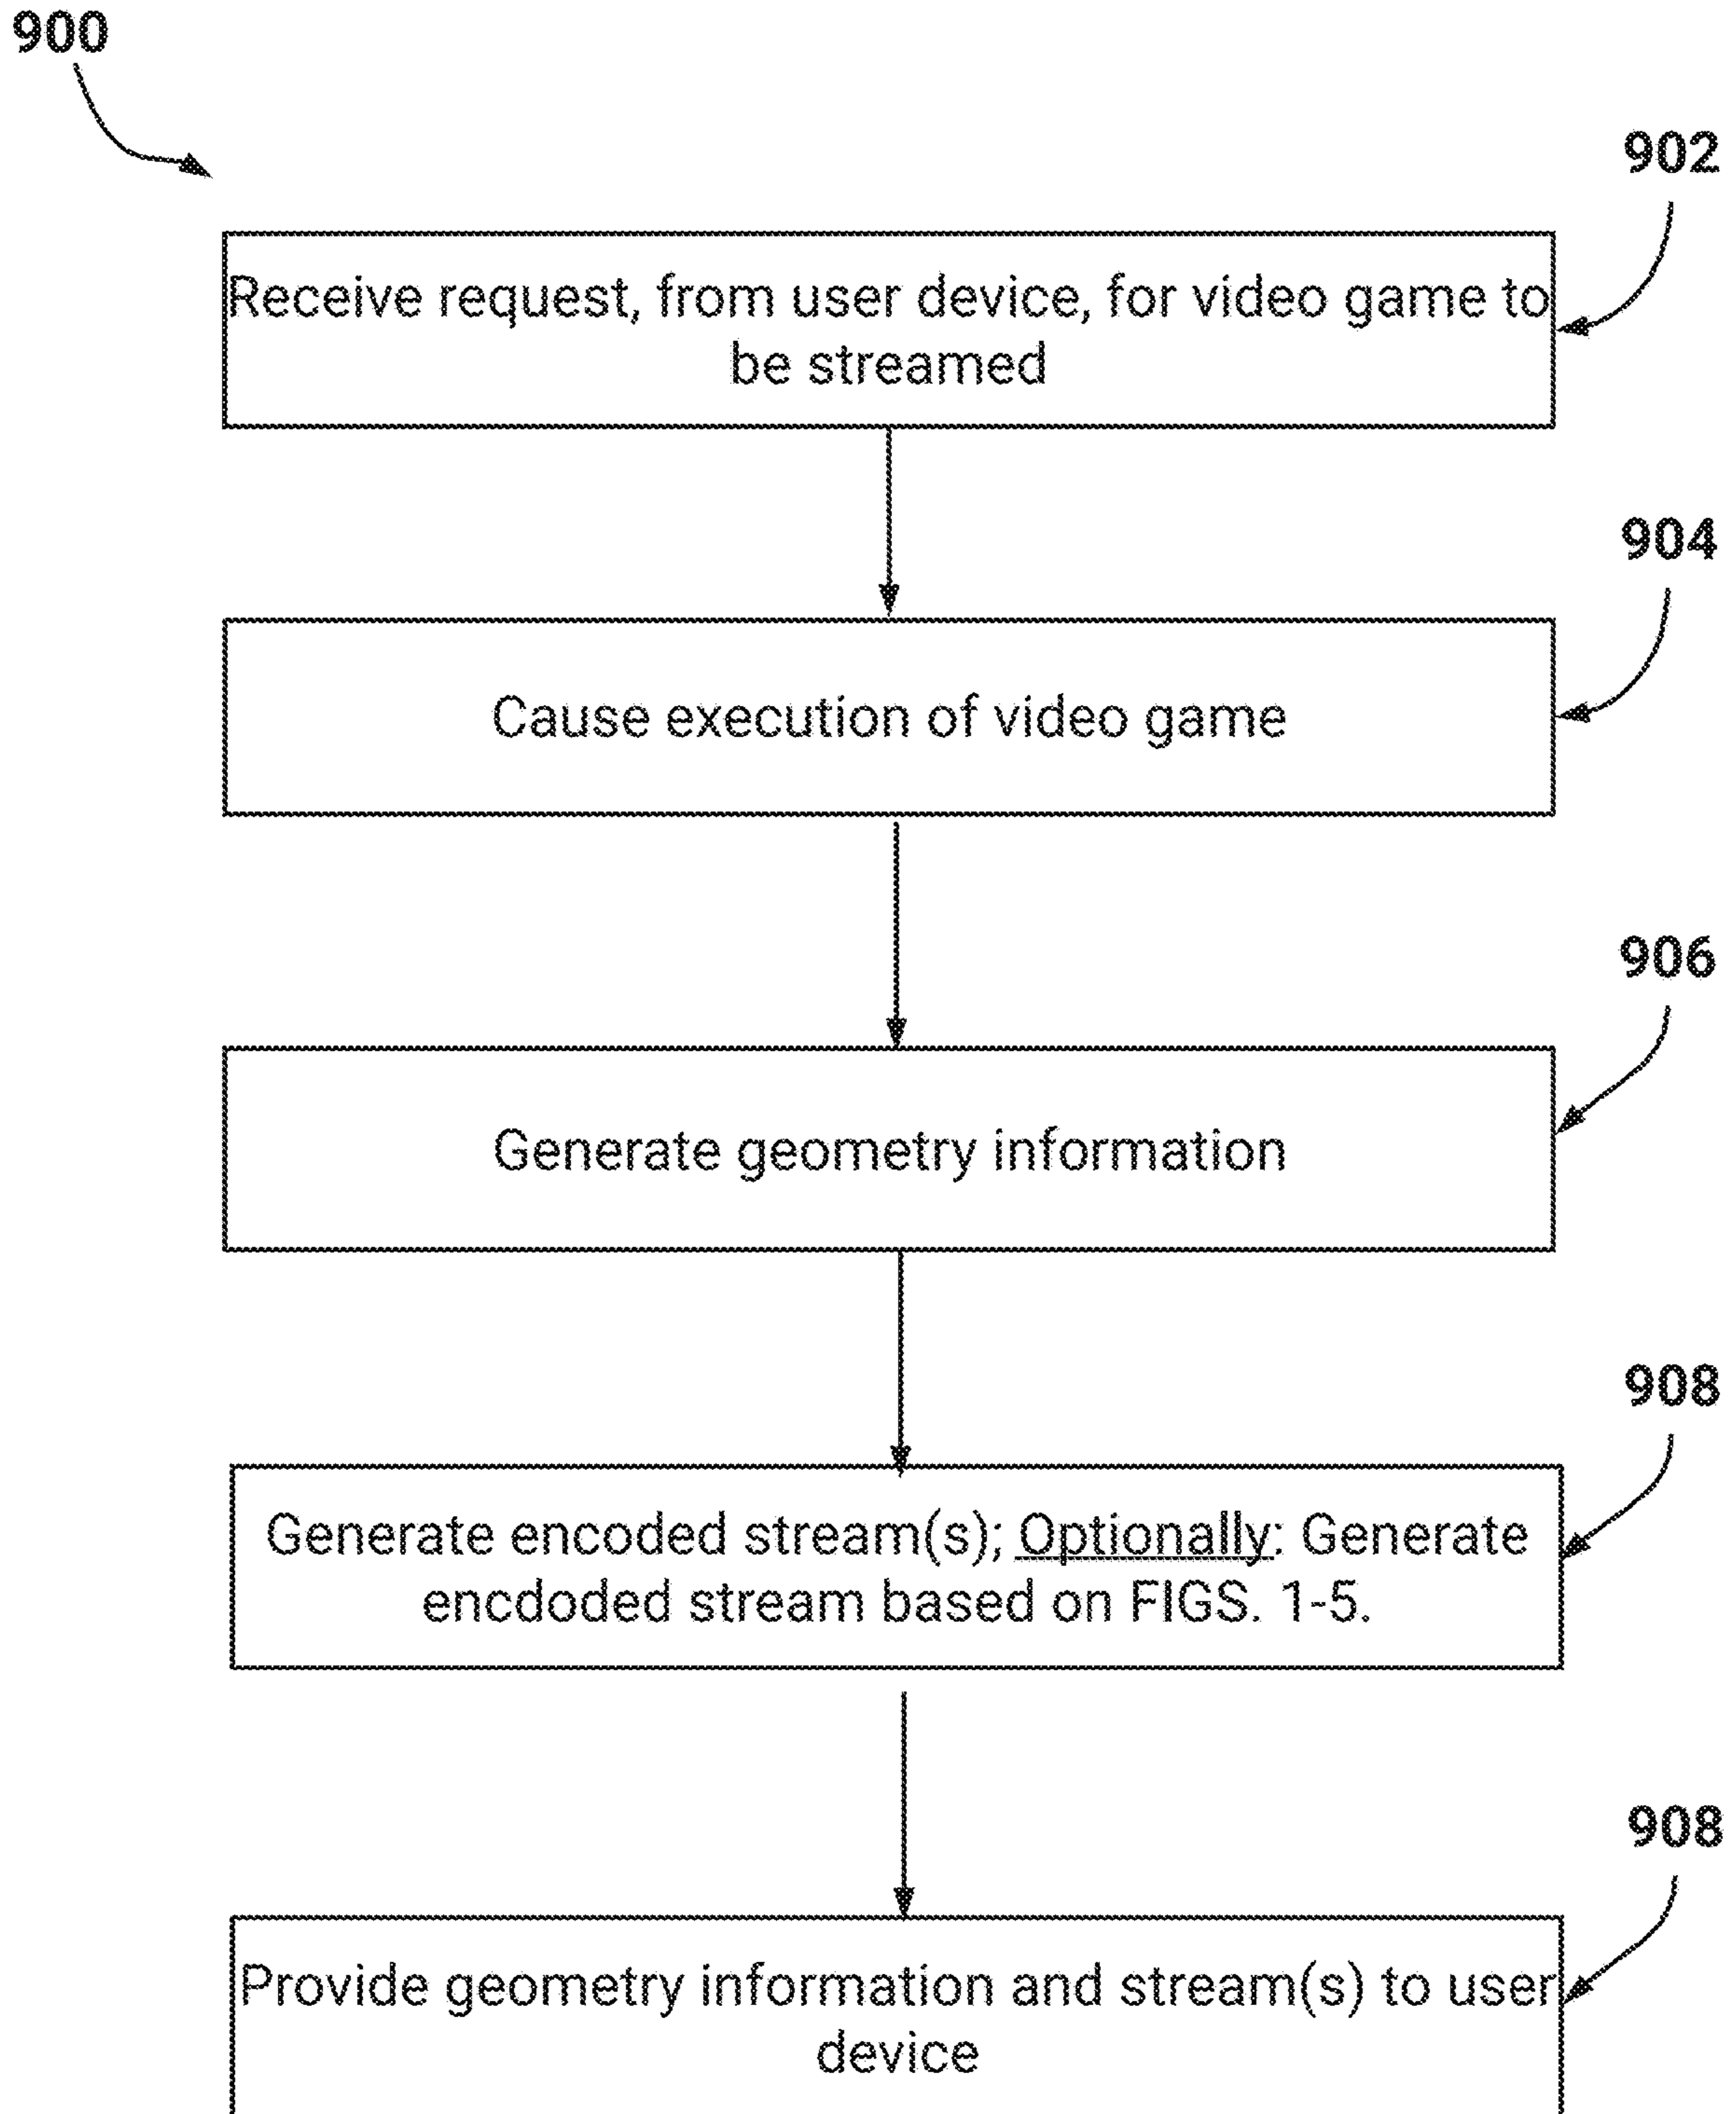 900
902
Receive request, from user device, for video game to
be streamed
904
Cause execution of video game
906
Generate geometry information
908
Generate encoded stream(s); Optionally: Generate
encdoded stream based on FIGS. 1-5.
908
Provide geometry information and stream(s) to user
device